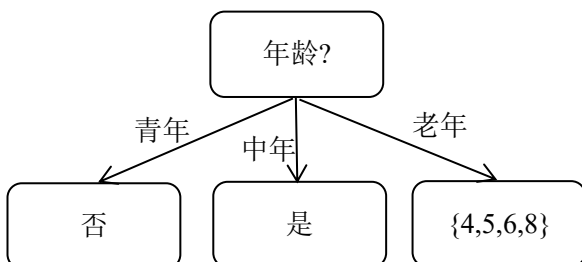 年龄?
青年
中年
老年
否
是
{4,5,6,8}